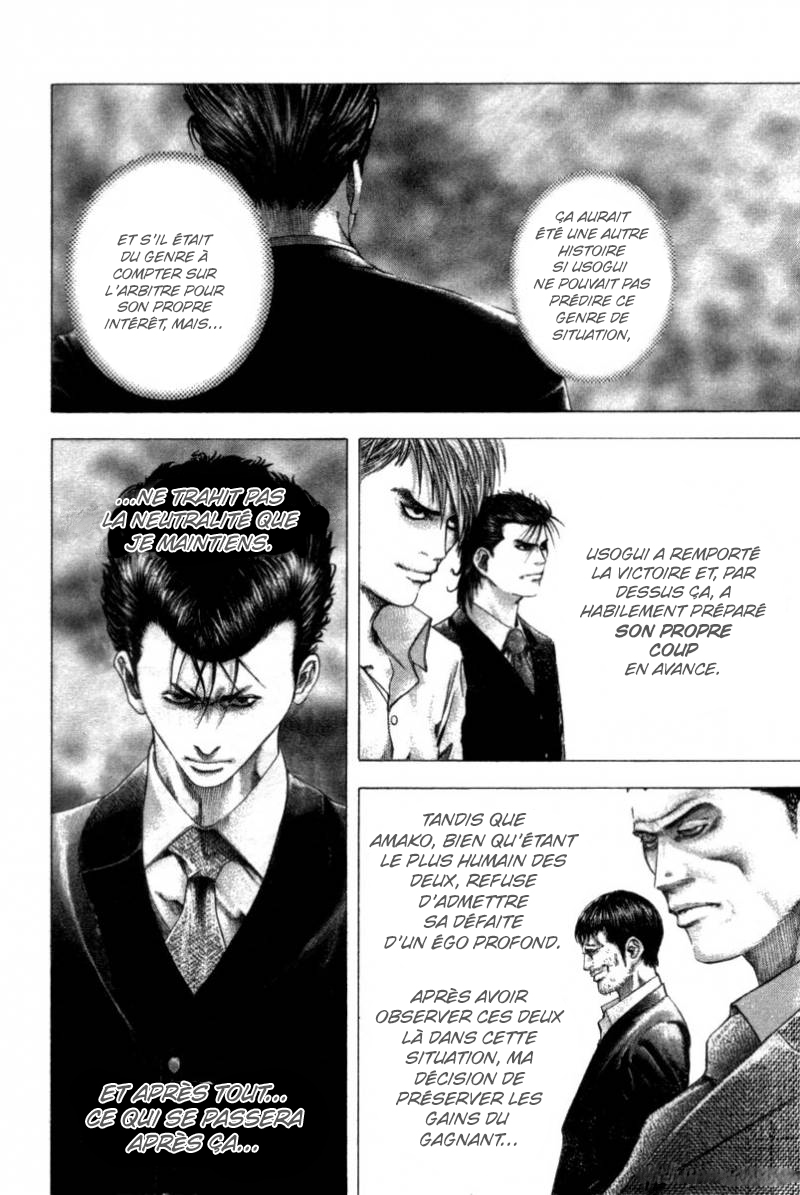 ÇA AURAIT
ÉTÉ UNE AUTRE
HISTOIRE
SI USOGUI
NE POUVAIT PAS
PRÉDIRE CE
GENRE DE
SITUATION,
ET S'IL ÉTAIT
DU GENRE À
COMPTER SUR
L'ARBITRE POUR
SON PROPRE
INTÉRÊT, MAIS...
USOGUI A REMPORTÉ
LA VICTOIRE ET, PAR
DESSUS ÇA, A
HABILEMENT PRÉPARÉ
SON PROPRE
COUP
EN AVANCE.
TANDIS QUE
AMAKO, BIEN QU'ÉTANT
LE PLUS HUMAIN DES
DEUX, REFUSE
D'ADMETTRE
SA DÉFAITE
D'UN ÉGO PROFOND.
APRÈS AVOIR
OBSERVER CES DEUX
LÀ DANS CETTE
SITUATION, MA
DÉCISION DE
PRÉSERVER LES
GAINS DU
GAGNANT...
...NE TRAHIT PAS
LA NEUTRALITÉ QUE
JE MAINTIENS.
ET APRÈS TOUT...
CE QUI SE PASSERA
APRÈS ÇA...